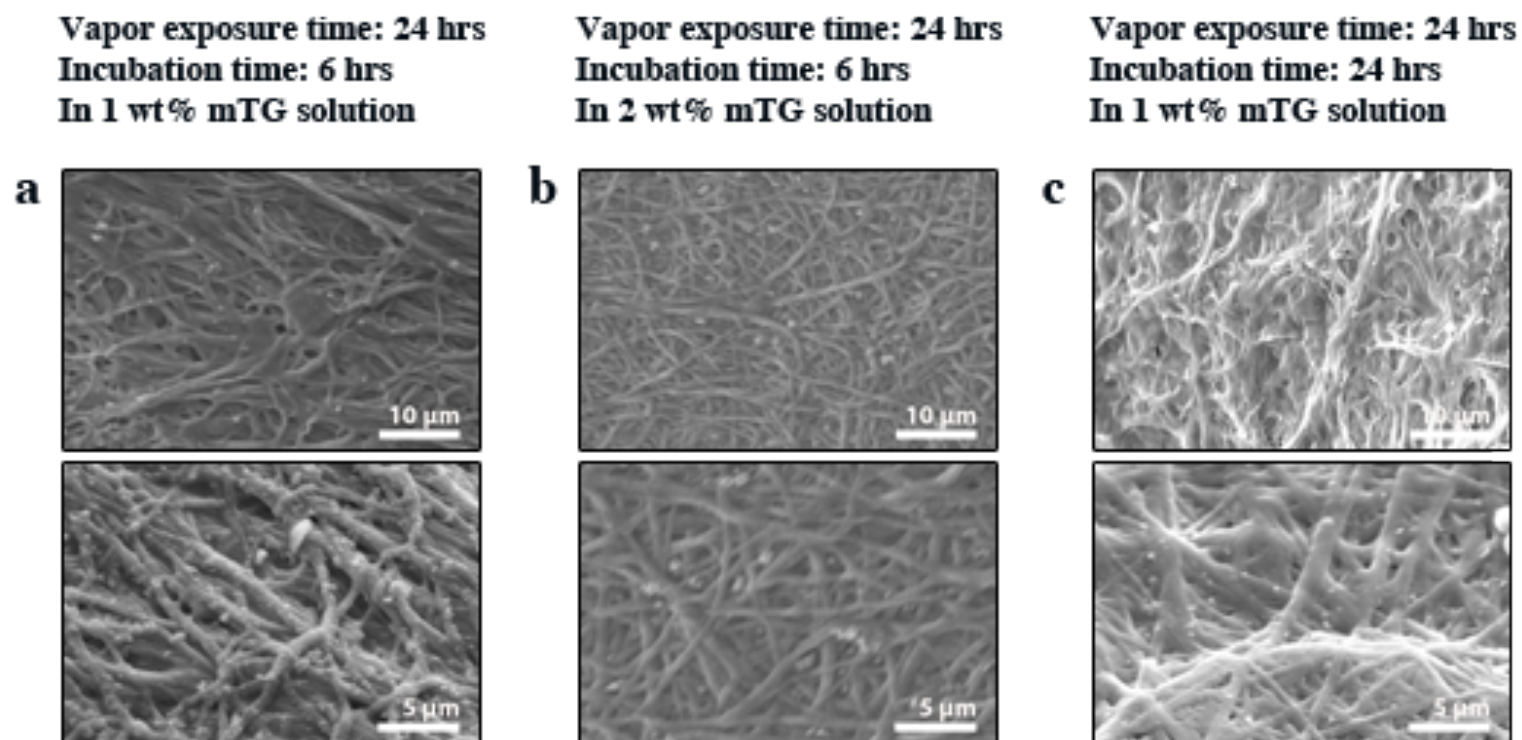 Vapor exposure time: 24 hrs
Incubation time: 6 hrs
In 1 wt% mTG solution
Vapor exposure time: 24 hrs
Incubation time: 6 hrs
In 2 wt% mTG solution
Vapor exposure time: 24 hrs
Incubation time: 24 hrs
In 1 wt% mTG solution
a
b
c
10 µm
10 µm
10 µm
5 µm
5 µm
5 µm